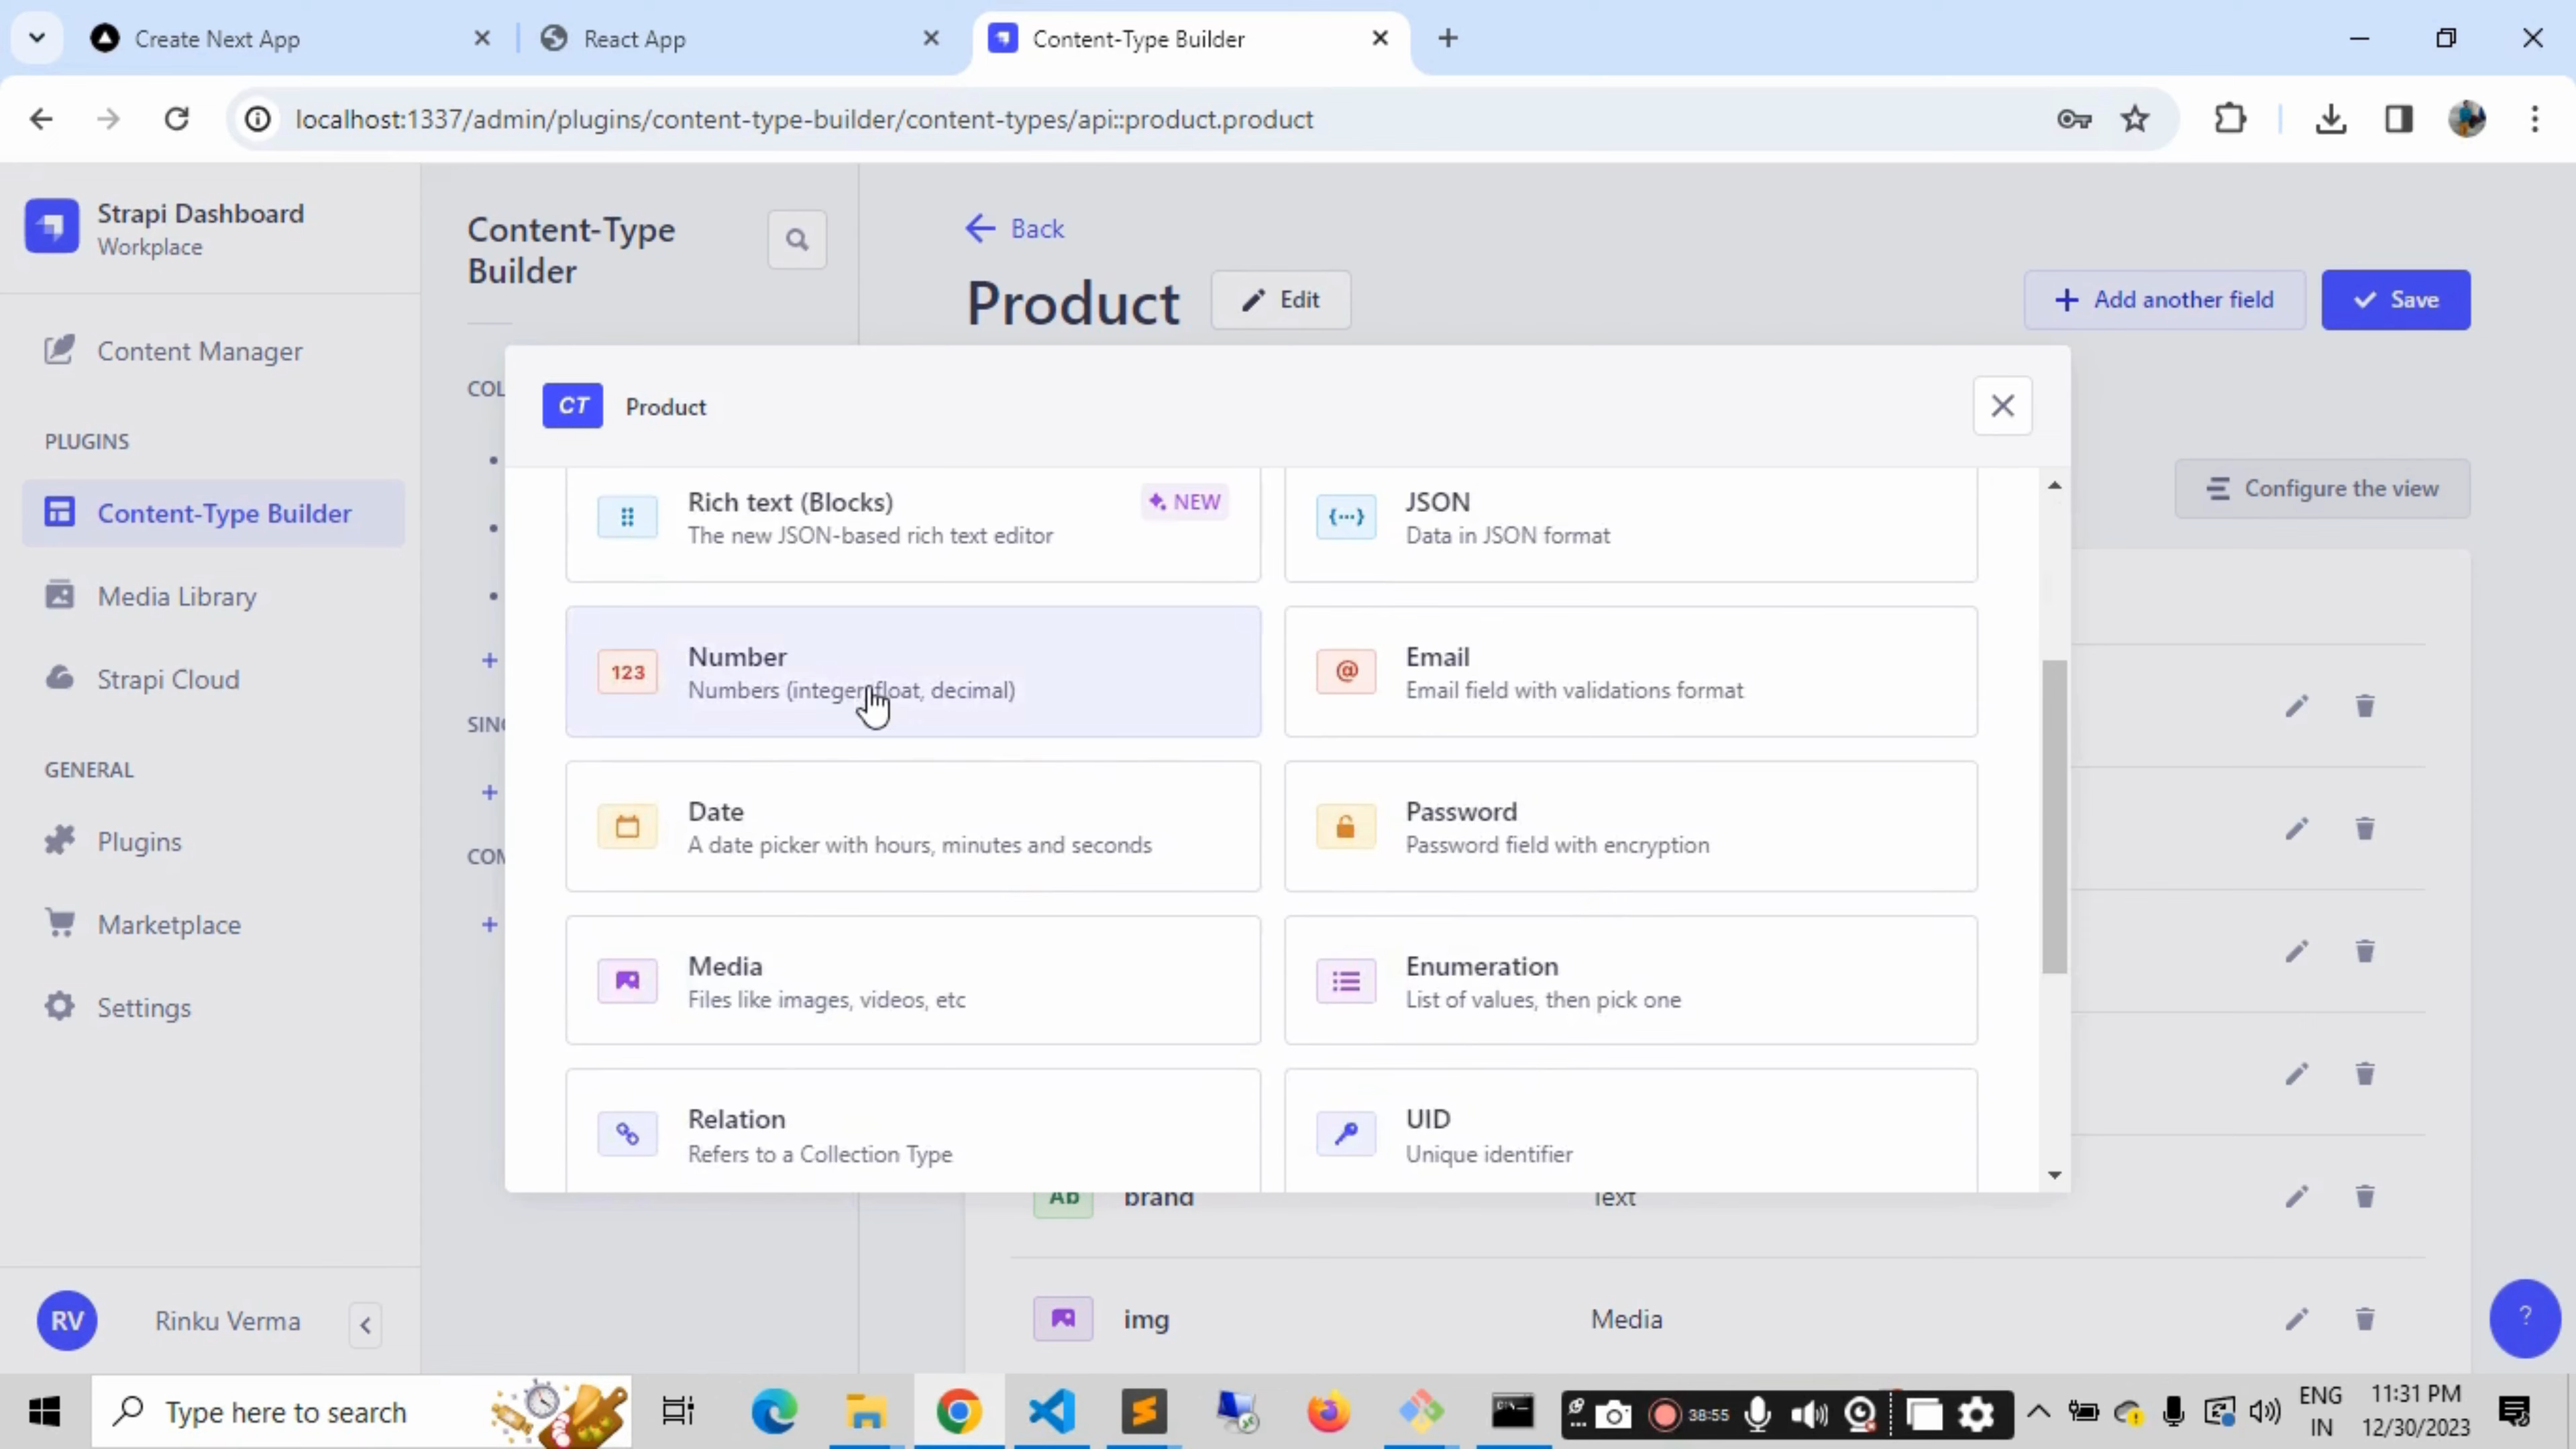 Create Next App
React App
Content-Type Builder
localhost:1337/admin/plugins/content-type-builder/content-types/api::product.product
Strapi Dashboard
Workplace
Content Manager
PLUGINS
Content-Type Builder
Media Library
Strapi Cloud
GENERAL
Plugins
Marketplace
Settings
RV
Rinku Verma
Content-Type
Builder
COL
SING
COM
Back
Product
Edit
Add another field
Save
Configure the view
CT
Product
Rich text (Blocks)
NEW
The new JSON-based rich text editor
JSON
Data in JSON format
123
Number
Numbers (integer, float, decimal)
Email
Email field with validations format
Date
A date picker with hours, minutes and seconds
Password
Password field with encryption
Media
Files like images, videos, etc
Enumeration
List of values, then pick one
Relation
Refers to a Collection Type
UID
Unique identifier
Ab
brand
Text
img
Media
?
Type here to search
38:55
ENG
IN
11:31 PM
12/30/2023